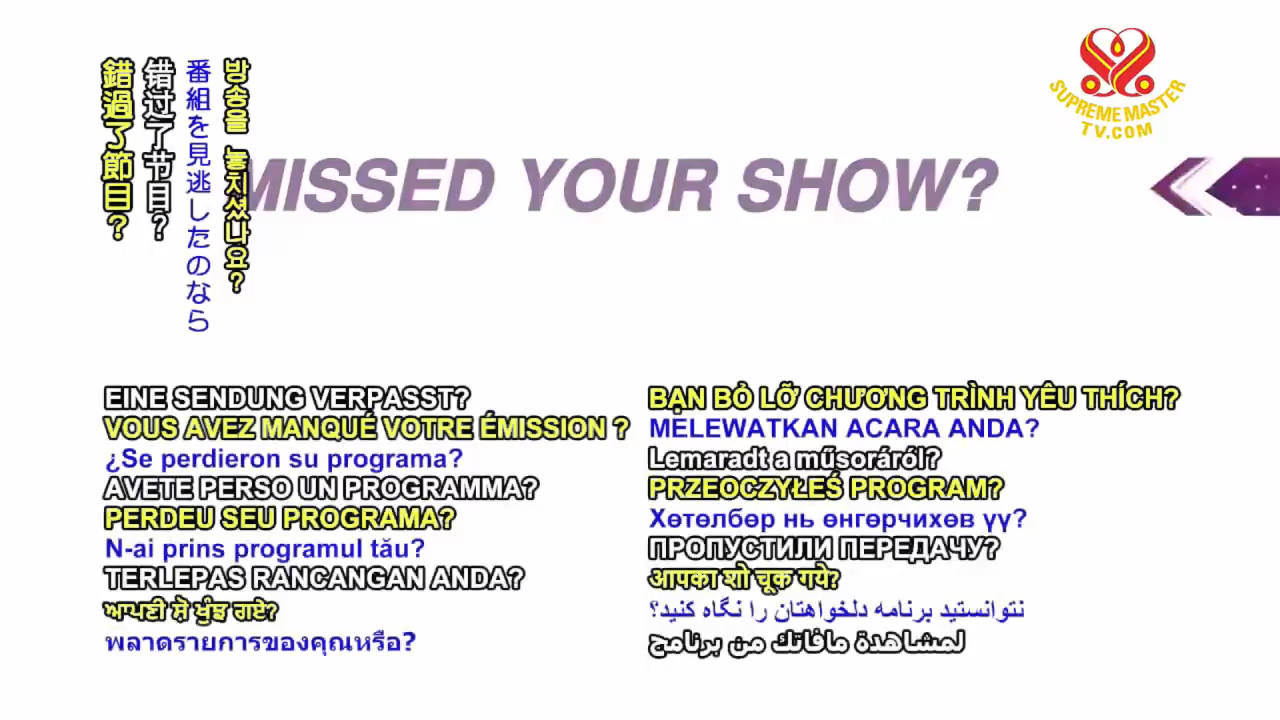 錯過了節目？
错过了节目？
番組を見逃したのなら
방송을 놓치셨나요?
MISSED YOUR SHOW?
SUPREME MASTER
TV.COM
EINE SENDUNG VERPASST?
VOUS AVEZ MANQUÉ VOTRE ÉMISSION ?
¿Se perdieron su programa?
AVETE PERSO UN PROGRAMMA?
PERDEU SEU PROGRAMA?
N-ai prins programul tău?
TERLEPAS RANCANGAN ANDA?
ਆਪਣੀ ਸ਼ੋ ਖੁੰਝ ਗਏ?
พลาดรายการของคุณหรือ?
BẠN BỎ LỠ CHƯƠNG TRÌNH YÊU THÍCH?
MELEWATKAN ACARA ANDA?
Lemaradt a műsoráról?
PRZEOCZYŁEŚ PROGRAM?
Хөтөлбөр нь өнгөрчихөв үү?
ПРОПУСТИЛИ ПЕРЕДАЧУ?
आपका शो चूक गये?
نتوانستید برنامه دلخواهتان را نگاه کنید؟
لمشاهدة مافاتك من برنامج